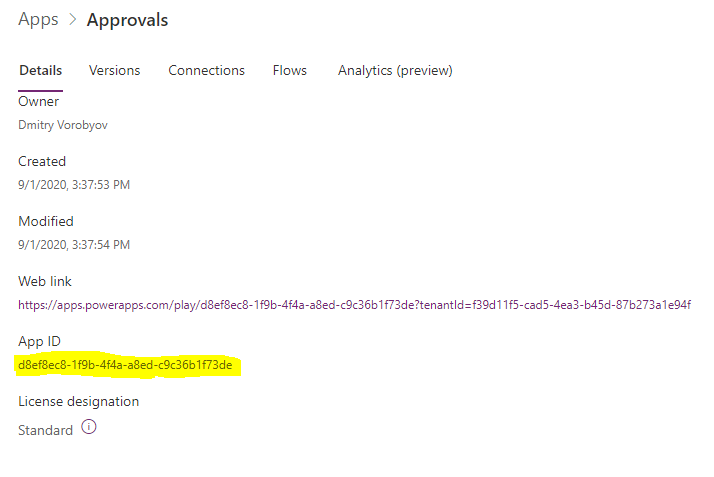 Apps > Approvals
Details Versions Connections Flows Analytics (preview)
Owner
Dmitry Vorobyov
Created
9/1/2020, 3:37:53 PM
Modified
9/1/2020, 3:37:54 PM
Web link
https://apps.powerapps.com/play/d8ef8ec8-1f9b-4f4a-a8ed-c9c36b1f73de?tenantId=f39d11f5-cad5-4ea3-b45d-87b273a1e94f
App ID
d8ef8ec8-1f9b-4f4a-a8ed-c9c36b1f73de
License designation
Standard